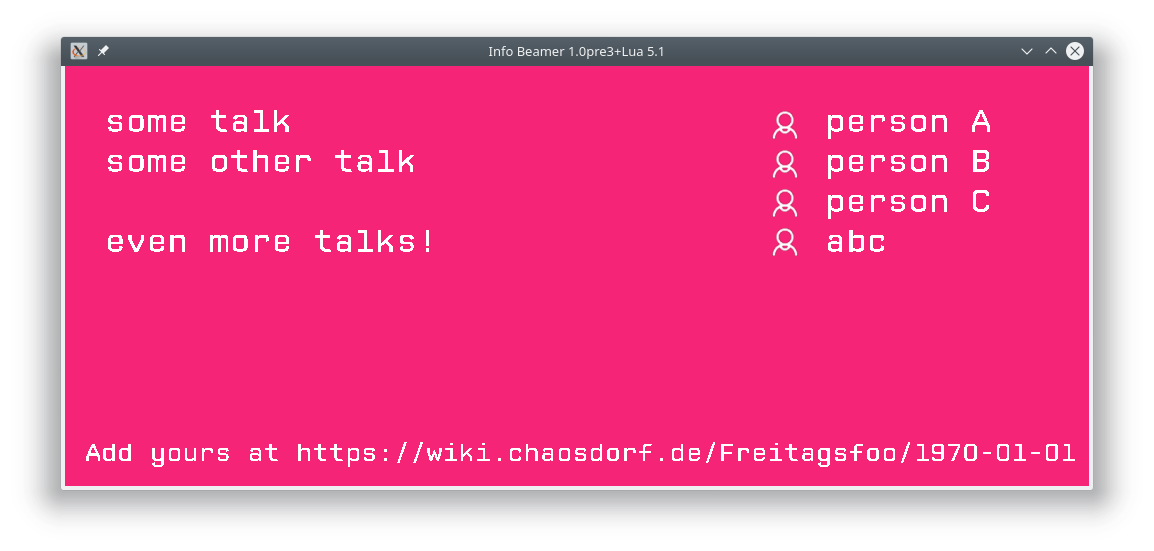 Info Beamer 1.0pre3+Lua 5.1
some talk person A
some other talk person B
person C
even more talks! abc
Add yours at https://wiki.chaosdorf.de/Freitagsfoo/1970-01-01